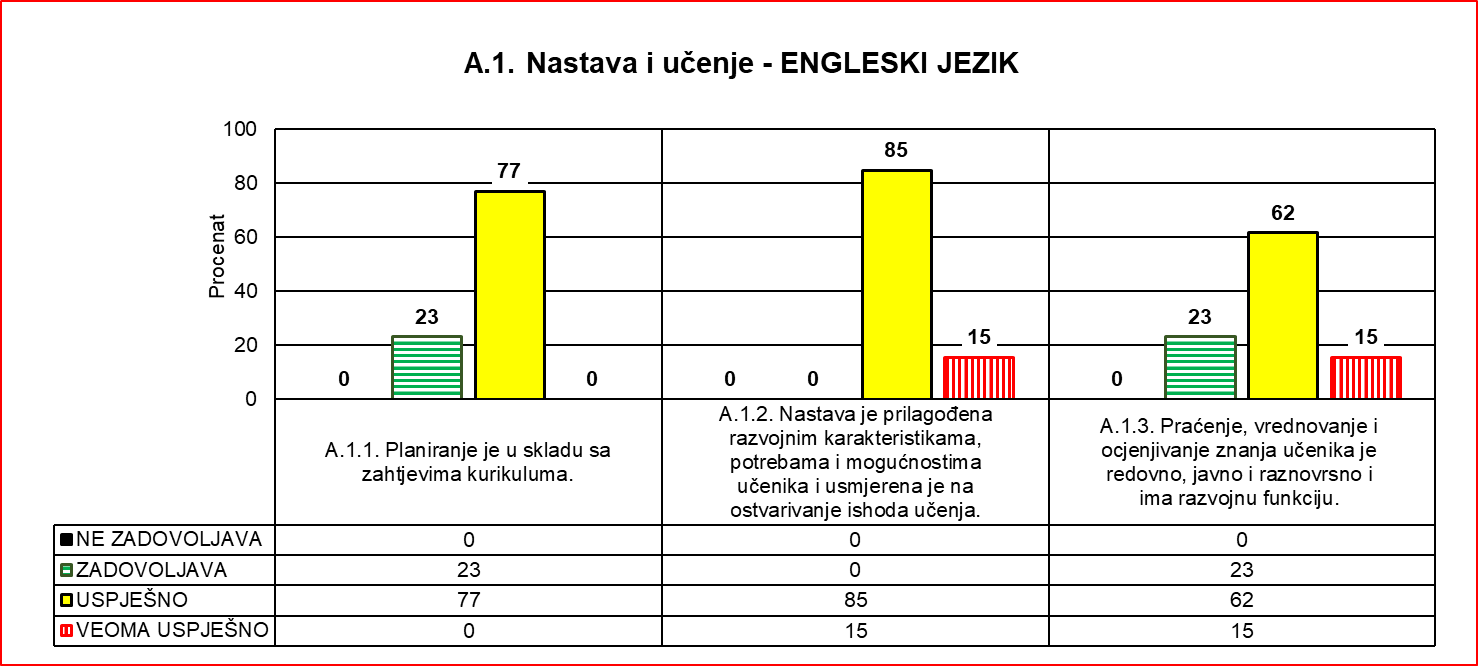 A.1. Nastava i učenje - ENGLESKI JEZIK
Procenat
100
80
60
40
20
0
0
23
77
0
0
0
85
15
0
23
62
15
A.1.1. Planiranje je u skladu sa
zahtjevima kurikuluma.
A.1.2. Nastava je prilagođena
razvojnim karakteristikama,
potrebama i mogućnostima
učenika i usmjerena je na
ostvarivanje ishoda učenja.
A.1.3. Praćenje, vrednovanje i
ocjenjivanje znanja učenika je
redovno, javno i raznovrsno i
ima razvojnu funkciju.
NE ZADOVOLJAVA 0 0 0
ZADOVOLJAVA 23 0 23
USPJEŠNO 77 85 62
VEOMA USPJEŠNO 0 15 15